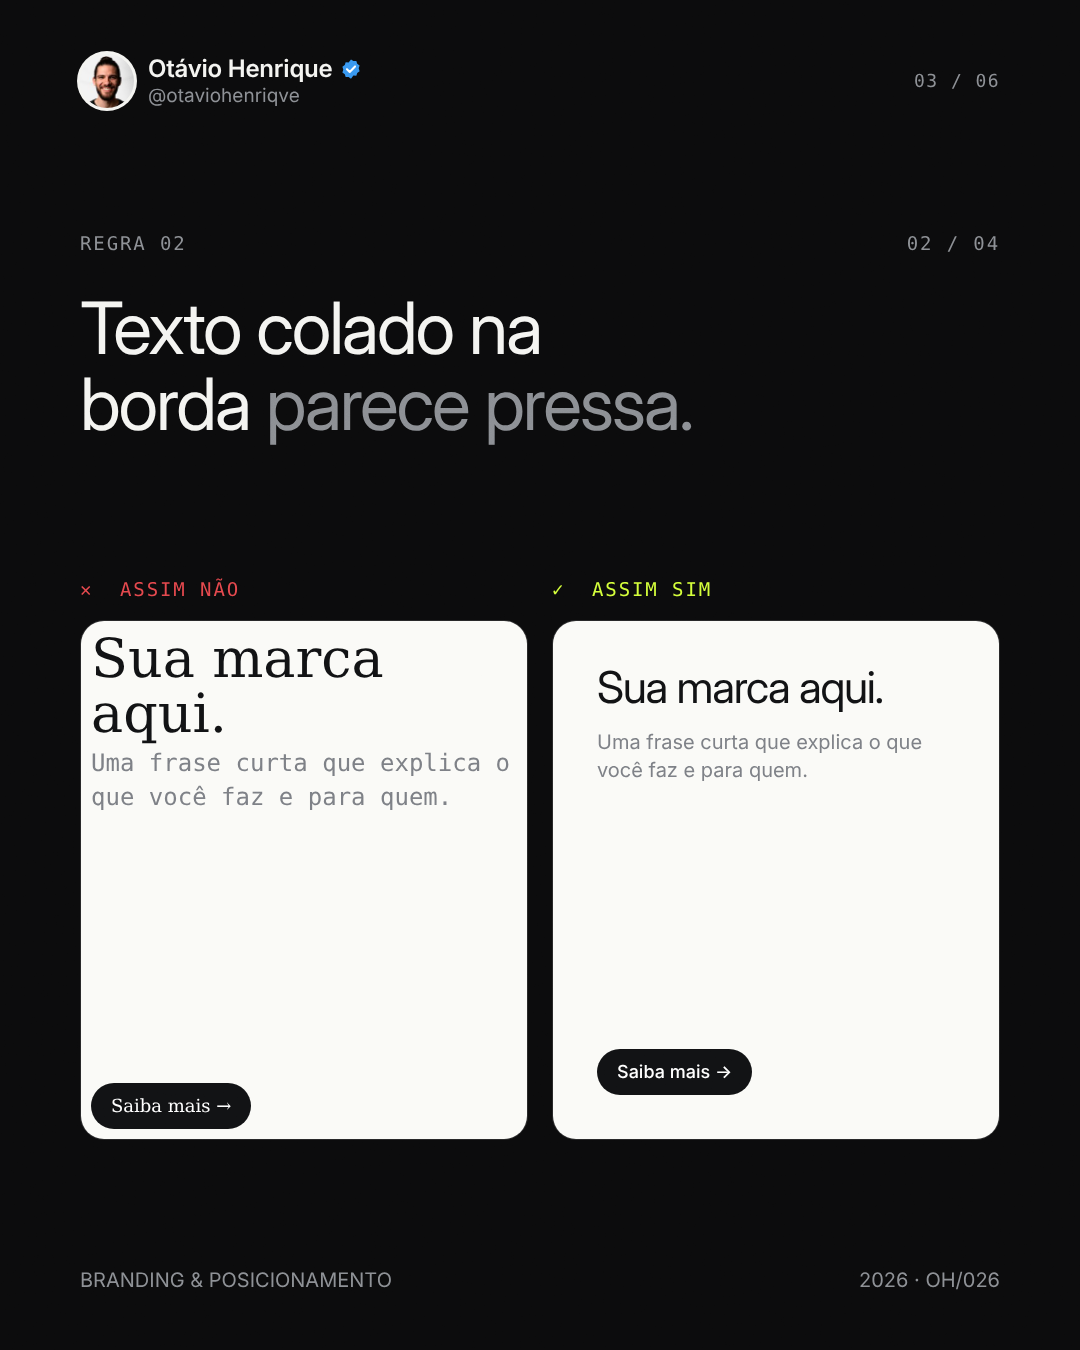 Otávio Henrique
@otaviohenriqve
03 / 06
REGRA 02
02 / 04
Texto colado na
borda parece pressa.
× ASSIM NÃO
Sua marca
aqui.
Uma frase curta que explica o
que você faz e para quem.
Saiba mais →
✓ ASSIM SIM
Sua marca aqui.
Uma frase curta que explica o que
você faz e para quem.
Saiba mais →
BRANDING & POSICIONAMENTO
2026 · OH/026